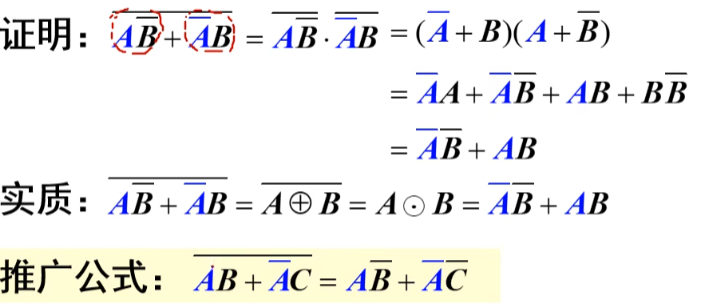 证明： $\overline{A\overline{B}+\overline{A}B}=\overline{A\overline{B}}\cdot\overline{\overline{A}B}=(\overline{A}+B)(A+\overline{B})$
$=\overline{A}A+\overline{A}\,\overline{B}+AB+B\overline{B}$
$=\overline{A}\,\overline{B}+AB$
实质： $\overline{A\overline{B}+\overline{A}B}=\overline{A\oplus B}=A\odot B=\overline{A}\,\overline{B}+AB$
推广公式： $\overline{AB+\overline{A}C}=A\overline{B}+\overline{A}\,\overline{C}$